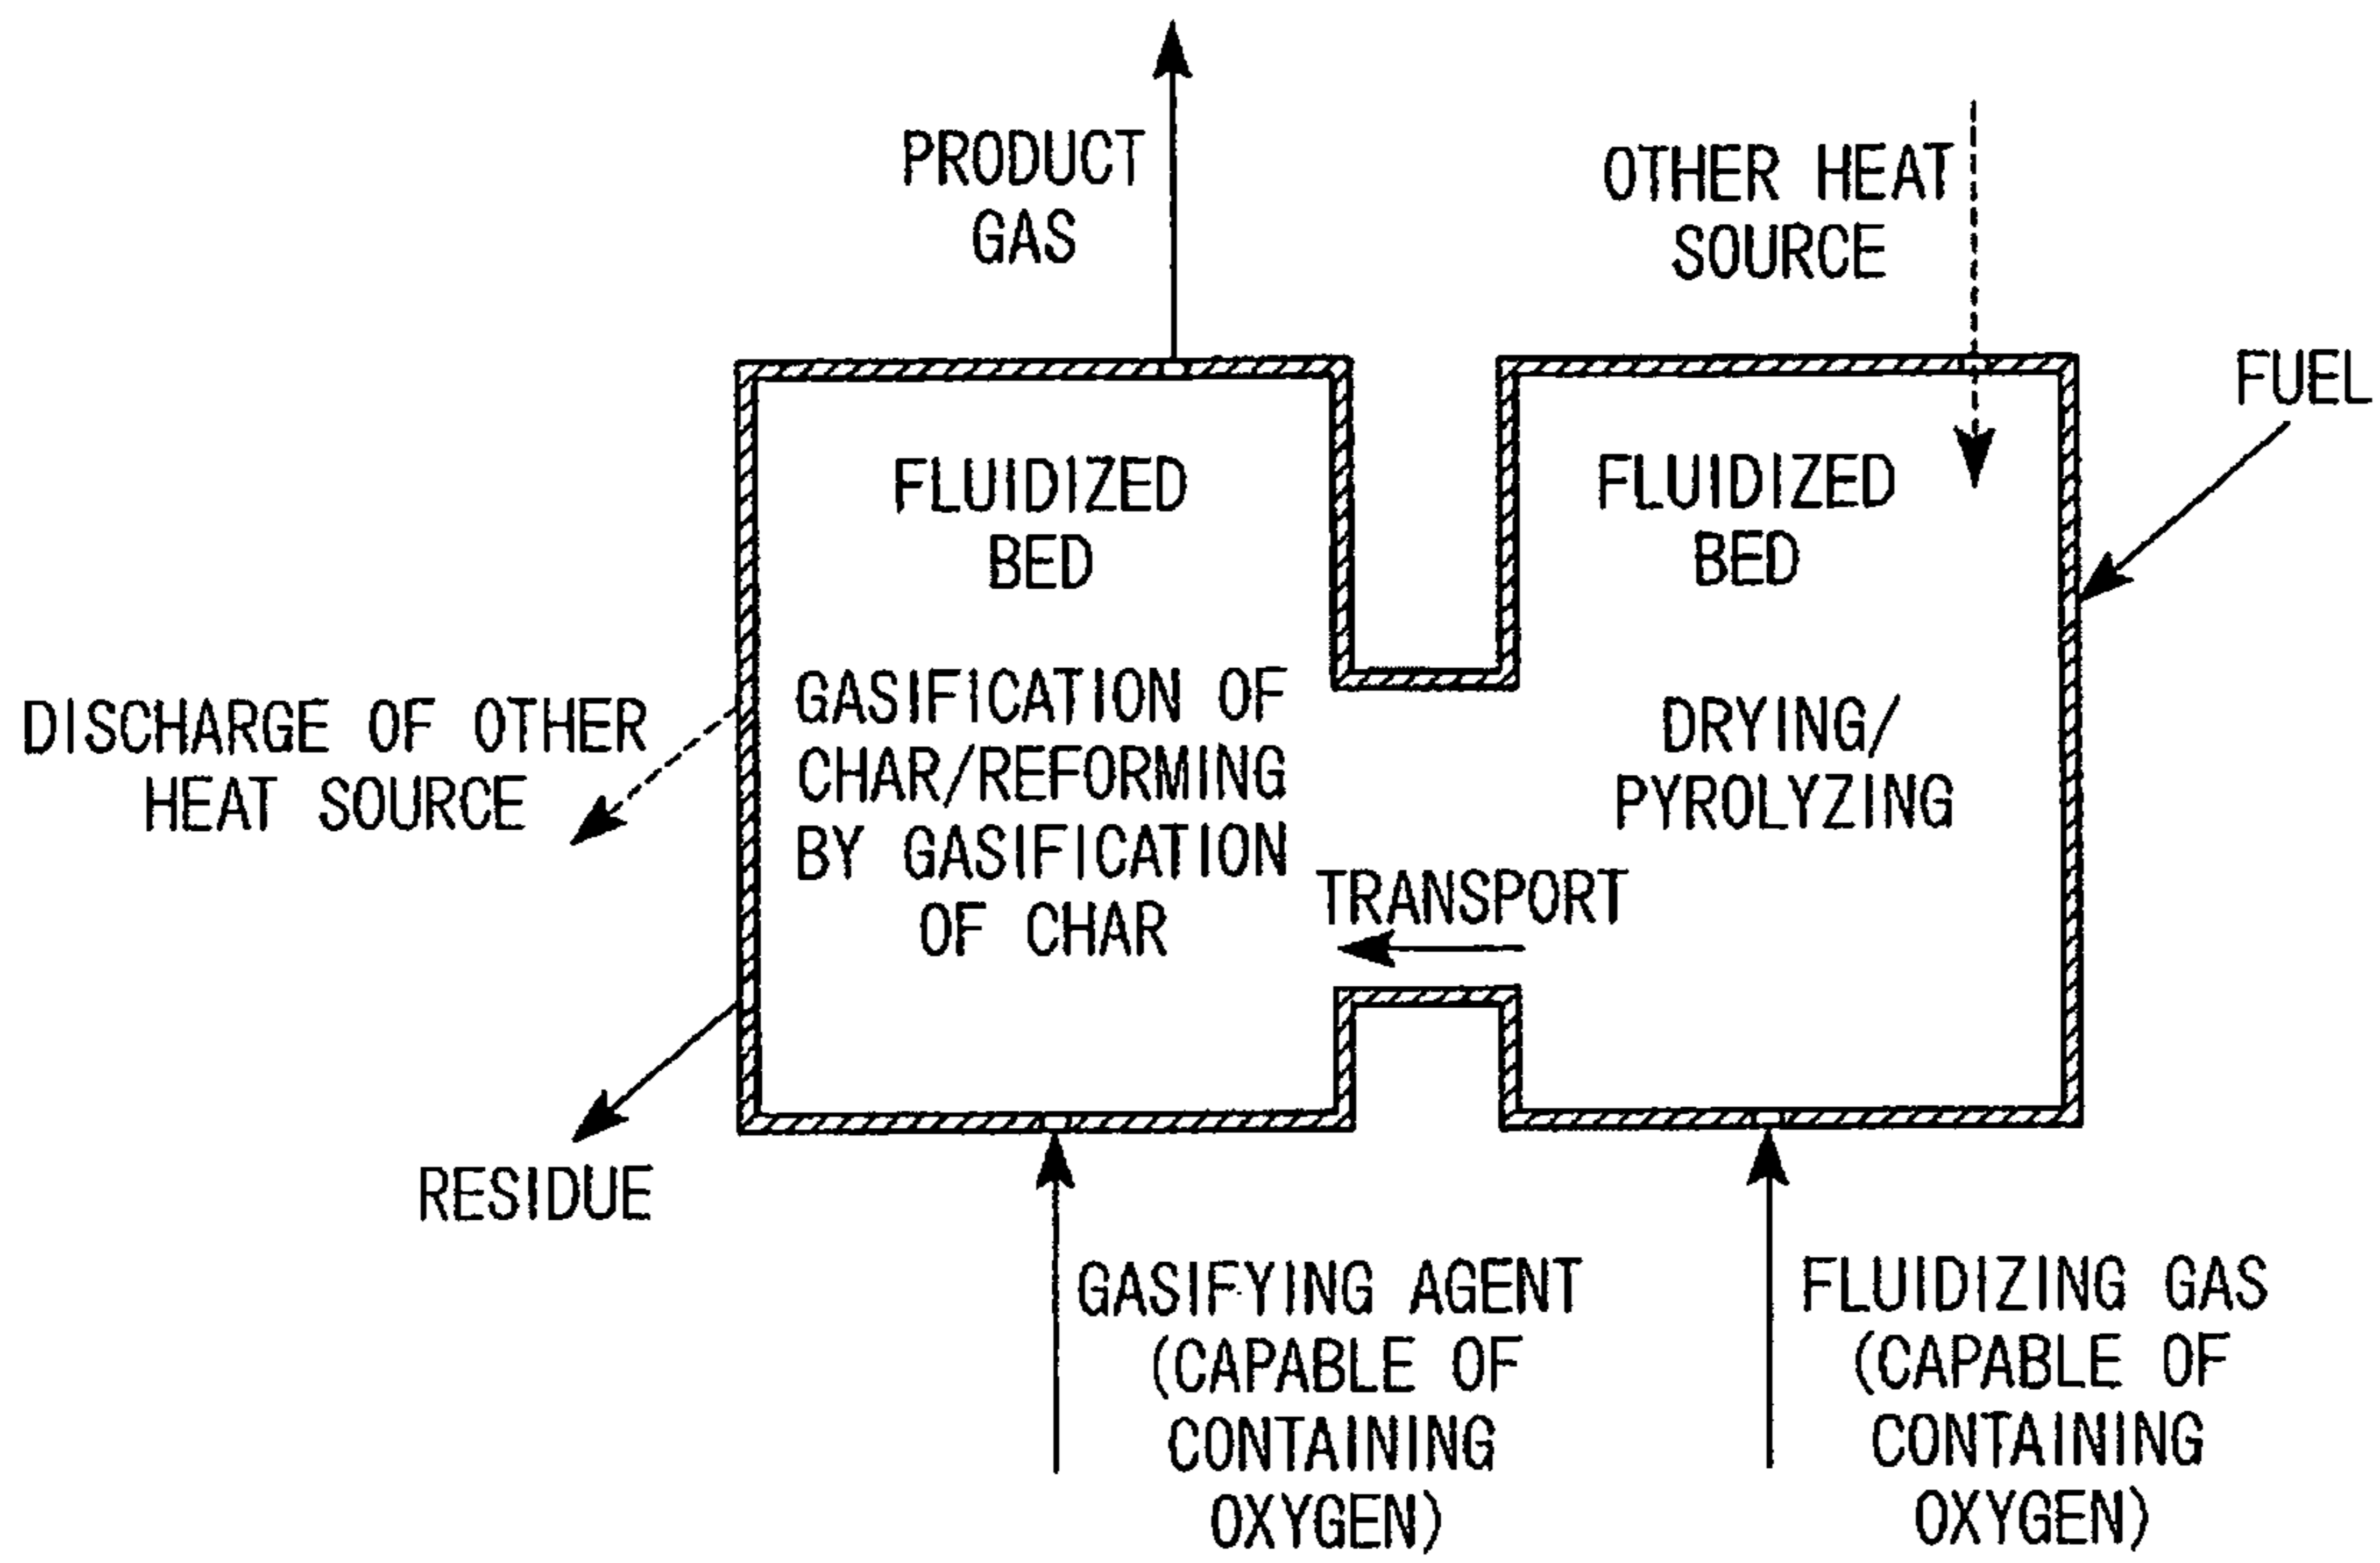 PRODUCT
GAS
OTHER HEAT
SOURCE
FUEL
FLUIDIZED
BED
FLUIDIZED
BED
DISCHARGE OF OTHER
HEAT SOURCE
GASIFICATION OF
CHAR/REFORMING
BY GASIFICATION
OF CHAR
DRYING/
PYROLYZING
TRANSPORT
RESIDUE
GASIFYING AGENT
(CAPABLE OF
CONTAINING
OXYGEN)
FLUIDIZING GAS
(CAPABLE OF
CONTAINING
OXYGEN)